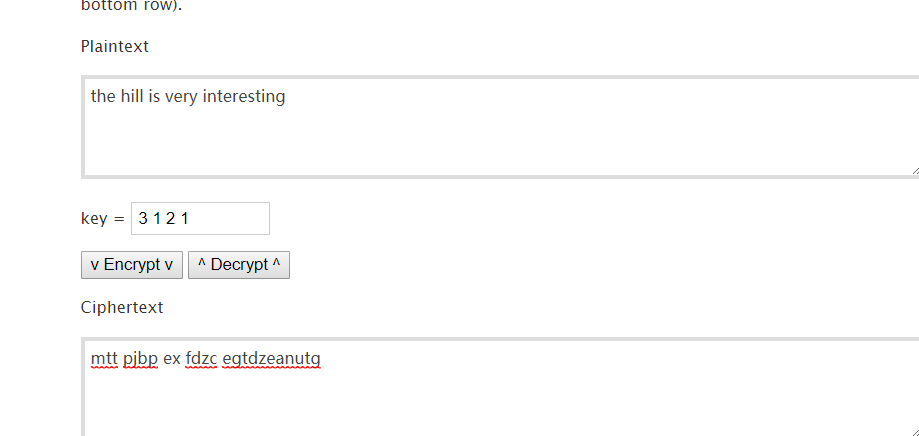 bottom row).
Plaintext
the hill is very interesting
key = 3 1 2 1
v Encrypt v ^ Decrypt ^
Ciphertext
mtt pjbp ex fdzc egtdzeanutg